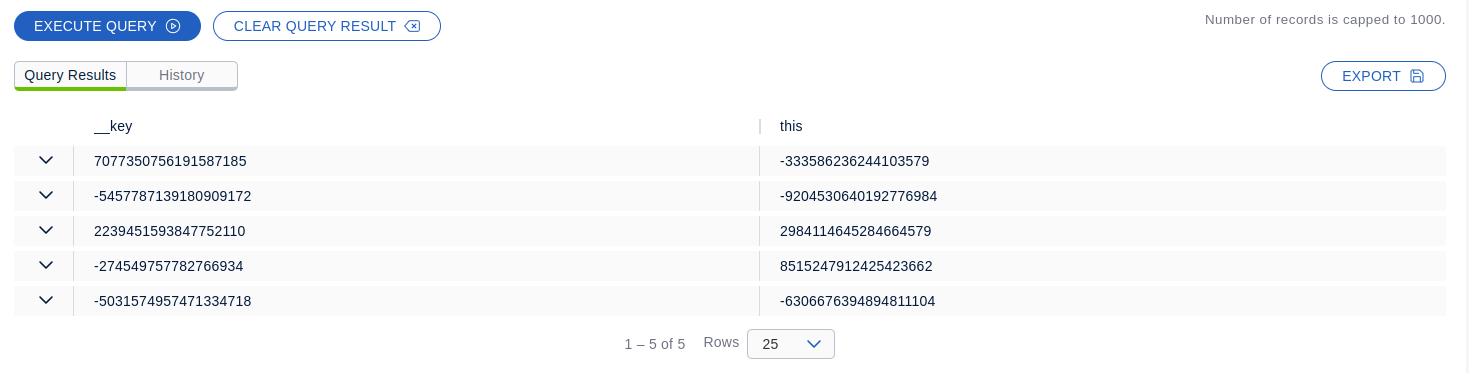 EXECUTE QUERY CLEAR QUERY RESULT Number of records is capped to 1000.
Query Results History EXPORT
__key this
7077350756191587185 -333586236244103579
-5457787139180909172 -9204530640192776984
2239451593847752110 2984114645284664579
-274549757782766934 8515247912425423662
-5031574957471334718 -6306676394894811104
1 – 5 of 5 Rows 25